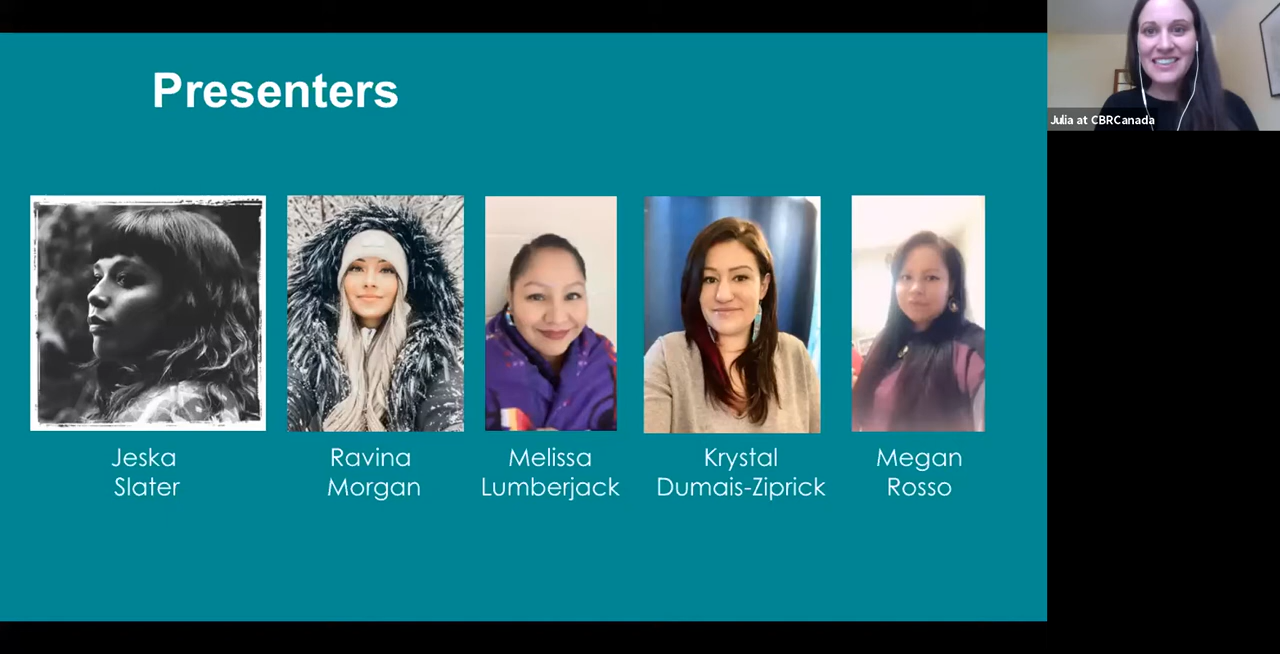 Presenters
Julia at CBRCanada
Jeska
Slater
Ravina
Morgan
Melissa
Lumberjack
Krystal
Dumais-Ziprick
Megan
Rosso